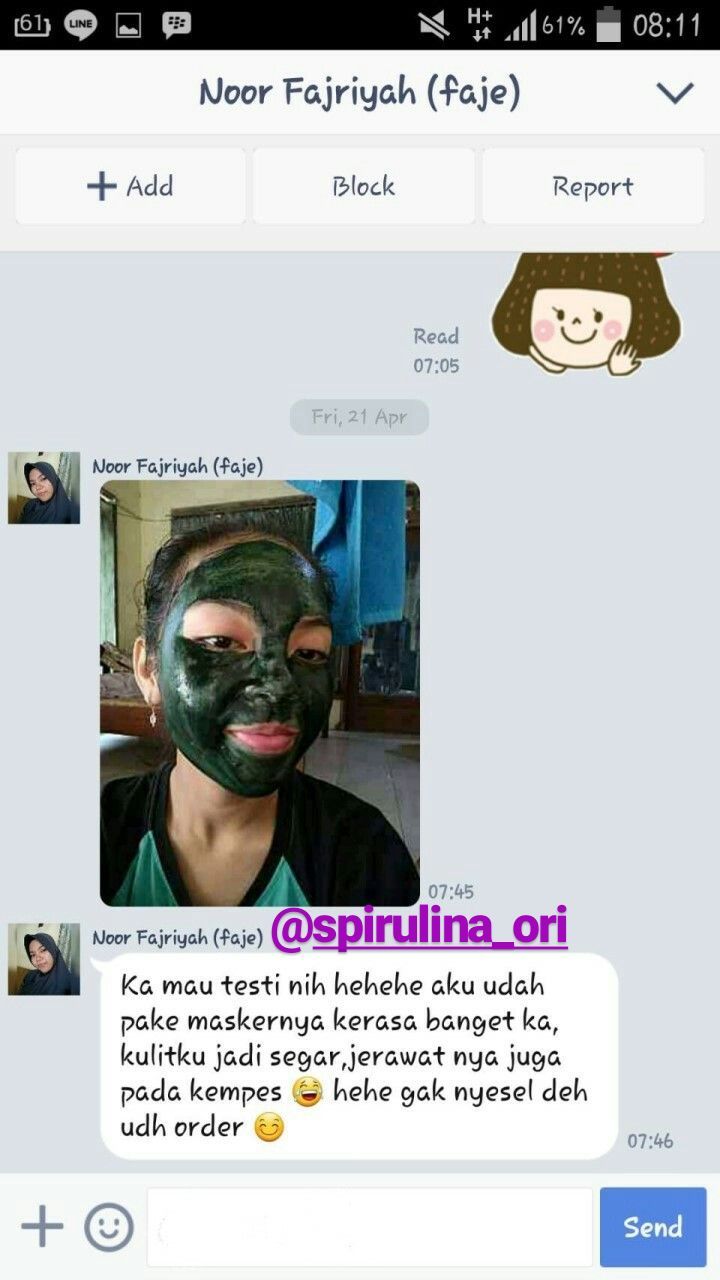 61 LINE H+ 61% 08:11
Noor Fajriyah (faje)
+ Add Block Report
Read
07:05
Fri, 21 Apr
Noor Fajriyah (faje)
07:45
Noor Fajriyah (faje) @spirulina_ori
Ka mau testi nih hehehe aku udah
pake maskernya kerasa banget ka,
kulitku jadi segar,jerawat nya juga
pada kempes 😂 hehe gak nyesel deh
udh order 😊
07:46
Send